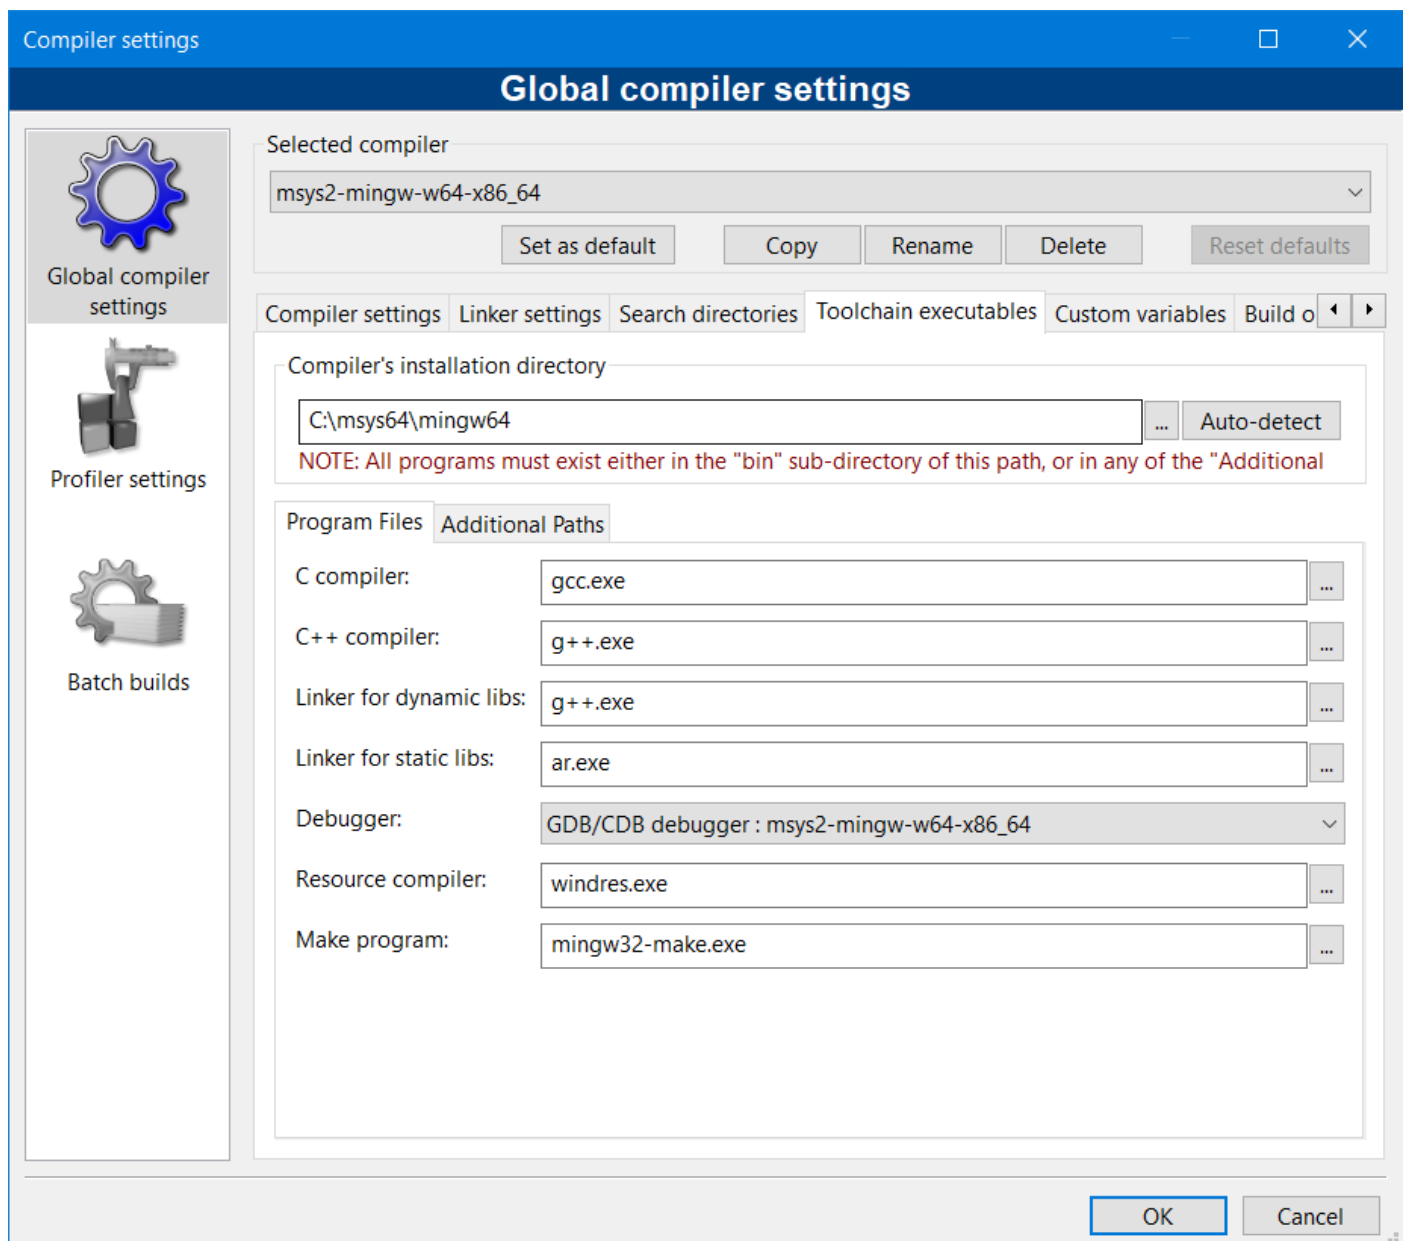 Compiler settings
Global compiler settings
Global compiler
settings
Profiler settings
Batch builds
Selected compiler
msys2-mingw-w64-x86_64
Set as default Copy Rename Delete Reset defaults
Compiler settings Linker settings Search directories Toolchain executables Custom variables Build o
Compiler's installation directory
C:\msys64\mingw64 ... Auto-detect
NOTE: All programs must exist either in the "bin" sub-directory of this path, or in any of the "Additional
Program Files Additional Paths
C compiler: gcc.exe ...
C++ compiler: g++.exe ...
Linker for dynamic libs: g++.exe ...
Linker for static libs: ar.exe ...
Debugger: GDB/CDB debugger : msys2-mingw-w64-x86_64
Resource compiler: windres.exe ...
Make program: mingw32-make.exe ...
OK Cancel